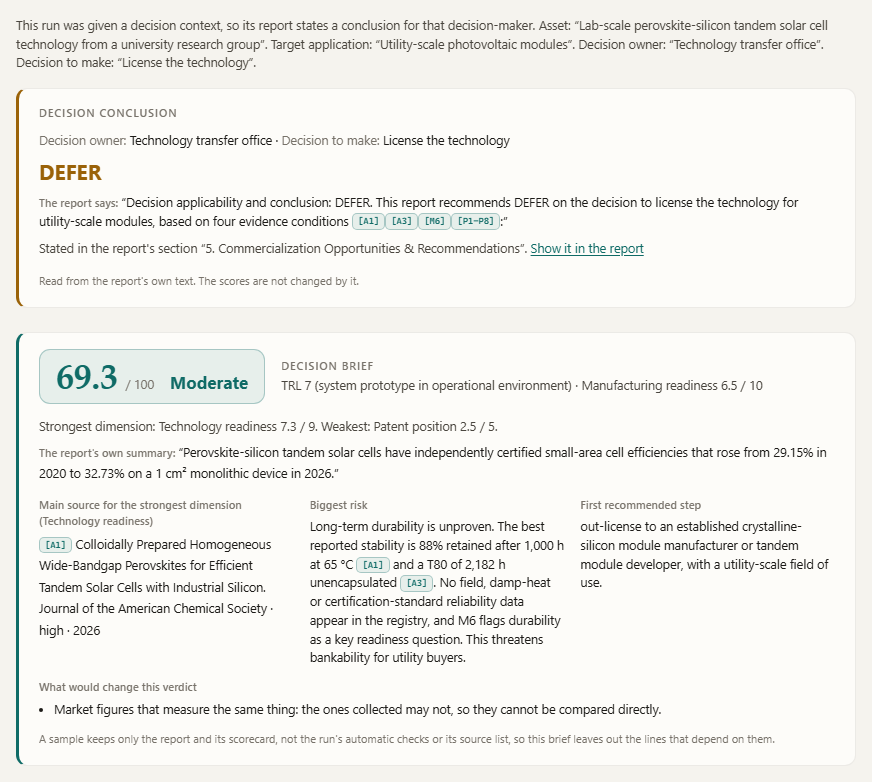 This run was given a decision context, so its report states a conclusion for that decision-maker. Asset: “Lab-scale perovskite-silicon tandem solar cell
technology from a university research group”. Target application: “Utility-scale photovoltaic modules”. Decision owner: “Technology transfer office”.
Decision to make: “License the technology”.
DECISION CONCLUSION
Decision owner: Technology transfer office · Decision to make: License the technology
DEFER
The report says: “Decision applicability and conclusion: DEFER. This report recommends DEFER on the decision to license the technology for
utility-scale modules, based on four evidence conditions [A1] [A3] [M6] [P1–P8]:”
Stated in the report's section “5. Commercialization Opportunities & Recommendations”. Show it in the report
Read from the report's own text. The scores are not changed by it.
69.3 / 100 Moderate
DECISION BRIEF
TRL 7 (system prototype in operational environment) · Manufacturing readiness 6.5 / 10
Strongest dimension: Technology readiness 7.3 / 9. Weakest: Patent position 2.5 / 5.
The report's own summary: “Perovskite-silicon tandem solar cells have independently certified small-area cell efficiencies that rose from 29.15% in
2020 to 32.73% on a 1 cm² monolithic device in 2026.”
Main source for the strongest dimension
(Technology readiness)
[A1] Colloidally Prepared Homogeneous
Wide-Bandgap Perovskites for Efficient
Tandem Solar Cells with Industrial Silicon.
Journal of the American Chemical Society ·
high · 2026
Biggest risk
Long-term durability is unproven. The best
reported stability is 88% retained after 1,000 h
at 65 °C [A1] and a T80 of 2,182 h
unencapsulated [A3]. No field, damp-heat
or certification-standard reliability data
appear in the registry, and M6 flags durability
as a key readiness question. This threatens
bankability for utility buyers.
First recommended step
out-license to an established crystalline-
silicon module manufacturer or tandem
module developer, with a utility-scale field of
use.
What would change this verdict
• Market figures that measure the same thing: the ones collected may not, so they cannot be compared directly.
A sample keeps only the report and its scorecard, not the run's automatic checks or its source list, so this brief leaves out the lines that depend on them.